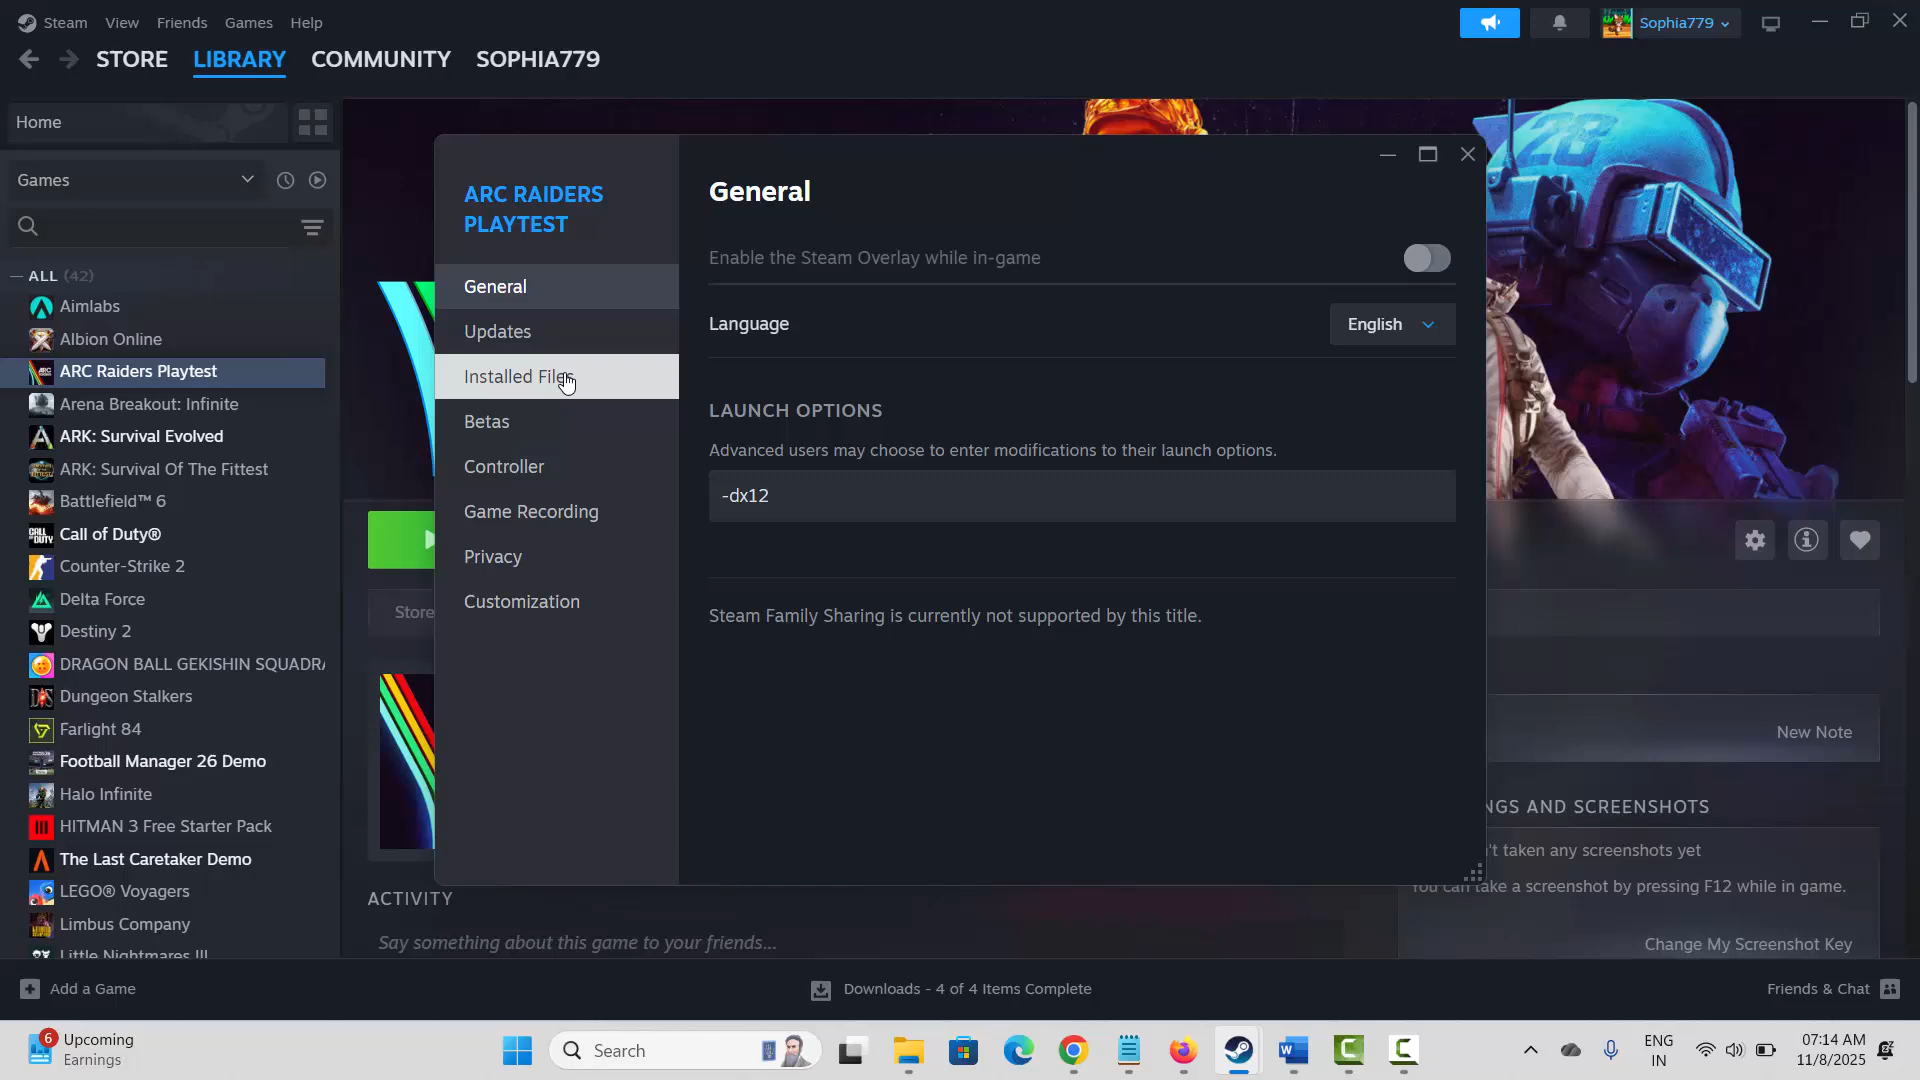 Steam View Friends Games Help
Sophia779
STORE LIBRARY COMMUNITY SOPHIA779
Home
Games
ALL (42)
Aimlabs
Albion Online
ARC Raiders Playtest
Arena Breakout: Infinite
ARK: Survival Evolved
ARK: Survival Of The Fittest
Battlefield™ 6
Call of Duty®
Counter-Strike 2
Delta Force
Destiny 2
DRAGON BALL GEKISHIN SQUADRA
Dungeon Stalkers
Farlight 84
Football Manager 26 Demo
Halo Infinite
HITMAN 3 Free Starter Pack
The Last Caretaker Demo
LEGO® Voyagers
Limbus Company
Little Nightmares III
ARC RAIDERS
PLAYTEST
General
Updates
Installed Files
Betas
Controller
Game Recording
Privacy
Customization
General
Enable the Steam Overlay while in-game
Language English
LAUNCH OPTIONS
Advanced users may choose to enter modifications to their launch options.
-dx12
Steam Family Sharing is currently not supported by this title.
28
Store
New Note
NGS AND SCREENSHOTS
't taken any screenshots yet
You can take a screenshot by pressing F12 while in game.
Change My Screenshot Key
ACTIVITY
Say something about this game to your friends...
Add a Game
Downloads - 4 of 4 Items Complete
Friends & Chat
6
Upcoming
Earnings
Search
ENG
IN
07:14 AM
11/8/2025